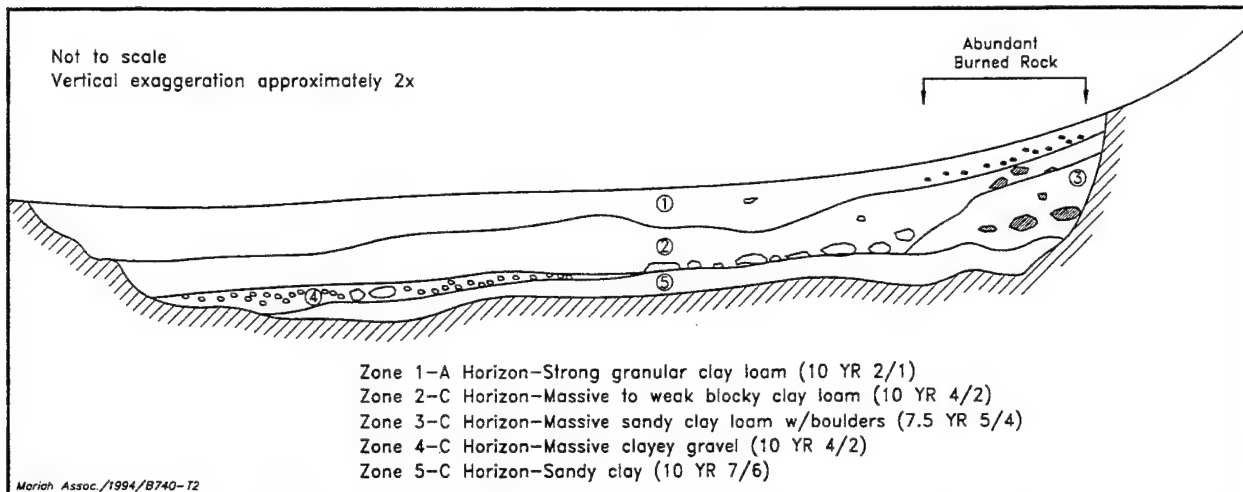 Not to scale
Vertical exaggeration approximately 2x
Abundant
Burned Rock
①
②
③
④
⑤
Zone 1-A Horizon-Strong granular clay loam (10 YR 2/1)
Zone 2-C Horizon-Massive to weak blocky clay loam (10 YR 4/2)
Zone 3-C Horizon-Massive sandy clay loam w/boulders (7.5 YR 5/4)
Zone 4-C Horizon-Massive clayey gravel (10 YR 4/2)
Zone 5-C Horizon-Sandy clay (10 YR 7/6)
Mariah Assoc./1994/B740-T2